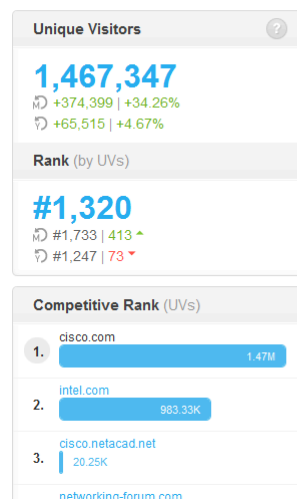 Unique Visitors ?
1,467,347
M +374,399 | +34.26%
Y +65,515 | +4.67%
Rank (by UVs)
#1,320
M #1,733 | 413
Y #1,247 | 73
Competitive Rank (UVs)
cisco.com
1. 1.47M
intel.com
2. 983.33K
cisco.netacad.net
3. 20.25K
networking-forum.com